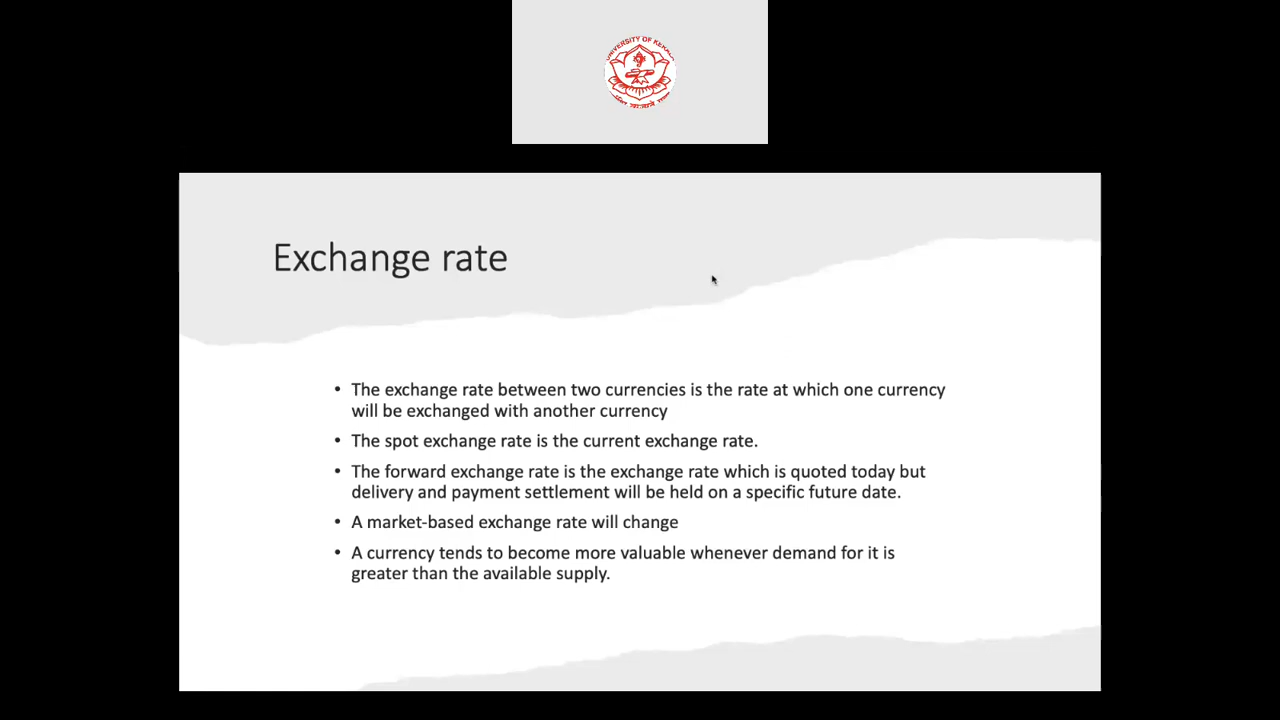 UNIVERSITY OF KERALA
Exchange rate
• The exchange rate between two currencies is the rate at which one currency
will be exchanged with another currency
• The spot exchange rate is the current exchange rate.
• The forward exchange rate is the exchange rate which is quoted today but
delivery and payment settlement will be held on a specific future date.
• A market-based exchange rate will change
• A currency tends to become more valuable whenever demand for it is
greater than the available supply.